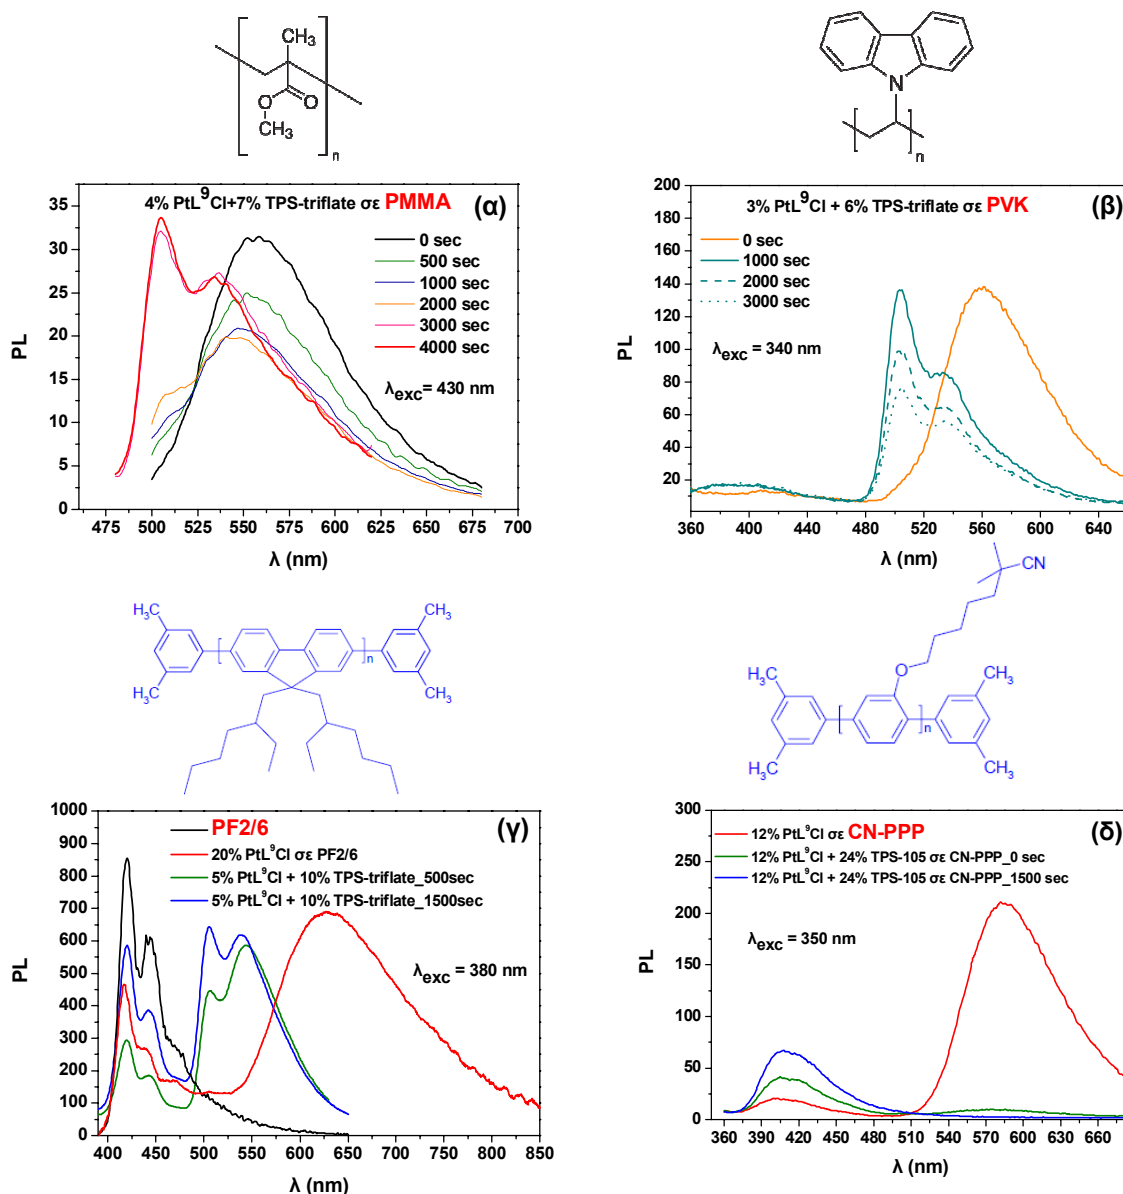 CH₃
O
O
CH₃
n
N
n
4% PtL⁹Cl+7% TPS-triflate σε PMMA (α)
0 sec
500 sec
1000 sec
2000 sec
3000 sec
4000 sec
λexc= 430 nm
PL
35
30
25
20
15
10
5
0
475 500 525 550 575 600 625 650 675 700
λ (nm)
3% PtL⁹Cl + 6% TPS-triflate σε PVK (β)
0 sec
1000 sec
2000 sec
3000 sec
λexc= 340 nm
PL
200
180
160
140
120
100
80
60
40
20
360 400 440 480 520 560 600 640
λ (nm)
H₃C
CH₃
n
CH₃
CH₃
CN
O
H₃C
CH₃
n
H₃C
CH₃
PF2/6 (γ)
20% PtL⁹Cl σε PF2/6
5% PtL⁹Cl + 10% TPS-triflate_500sec
5% PtL⁹Cl + 10% TPS-triflate_1500sec
λexc = 380 nm
PL
1000
900
800
700
600
500
400
300
200
100
0
400 450 500 550 600 650 700 750 800 850
λ (nm)
12% PtL⁹Cl σε CN-PPP (δ)
12% PtL⁹Cl + 24% TPS-105 σε CN-PPP_0 sec
12% PtL⁹Cl + 24% TPS-105 σε CN-PPP_1500 sec
λexc = 350 nm
PL
300
250
200
150
100
50
0
360 390 420 450 480 510 540 570 600 630 660
λ (nm)